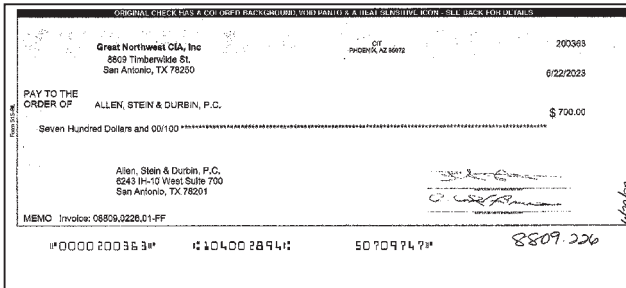 ORIGINAL CHECK HAS A COLORED BACKGROUND, VOID PANTO & A HEAT SENSITIVE ICON - SEE BACK FOR DETAILS
Great Northwest CIA, Inc
8809 Timberwilde St.
San Antonio, TX 78250
CIT
PHOENIX, AZ 85072
200363
6/22/2023
PAY TO THE
ORDER OF ALLEN, STEIN & DURBIN, P.C.
$ 700.00
Seven Hundred Dollars and 00/100
Allen, Stein & Durbin, P.C.
6243 IH-10 West Suite 700
San Antonio, TX 78201
MEMO Invoice: 08809.0226.01-FF
⑈0000200363⑈ ⑆104002894⑆ 50709747⑈
8809.226